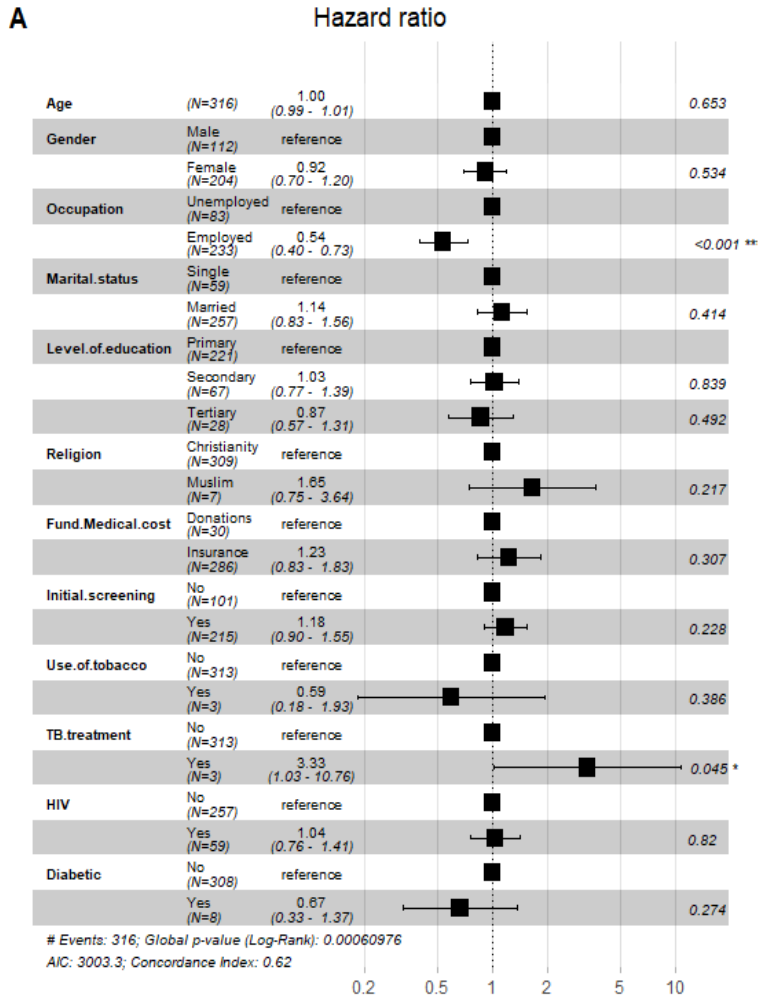 A
Hazard ratio
Age (N=316) 1.00 0.653
(0.99 - 1.01)
Gender Male reference
(N=112)
Female 0.92 0.534
(N=204) (0.70 - 1.20)
Occupation Unemployed reference
(N=83)
Employed 0.54 <0.001 **
(N=233) (0.40 - 0.73)
Marital.status Single reference
(N=59)
Married 1.14 0.414
(N=257) (0.83 - 1.56)
Level.of.education Primary reference
(N=221)
Secondary 1.03 0.839
(N=67) (0.77 - 1.39)
Tertiary 0.87 0.492
(N=28) (0.57 - 1.31)
Religion Christianity reference
(N=309)
Muslim 1.65 0.217
(N=7) (0.75 - 3.64)
Fund.Medical.cost Donations reference
(N=30)
Insurance 1.23 0.307
(N=286) (0.83 - 1.83)
Initial.screening No reference
(N=101)
Yes 1.18 0.228
(N=215) (0.90 - 1.55)
Use.of.tobacco No reference
(N=313)
Yes 0.59 0.386
(N=3) (0.18 - 1.93)
TB.treatment No reference
(N=313)
Yes 3.33 0.045 *
(N=3) (1.03 - 10.76)
HIV No reference
(N=257)
Yes 1.04 0.82
(N=59) (0.76 - 1.41)
Diabetic No reference
(N=308)
Yes 0.67 0.274
(N=8) (0.33 - 1.37)
# Events: 316; Global p-value (Log-Rank): 0.00060976
AIC: 3003.3; Concordance Index: 0.62
0.2 0.5 1 2 5 10